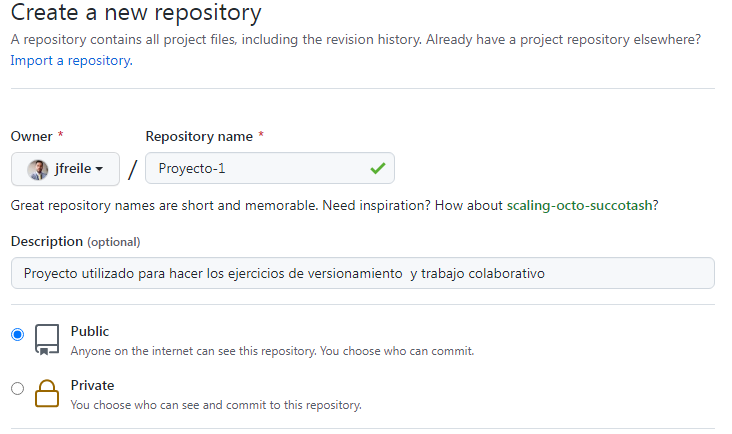 Create a new repository
A repository contains all project files, including the revision history. Already have a project repository elsewhere?
Import a repository.
Owner * Repository name *
jfreile / Proyecto-1
Great repository names are short and memorable. Need inspiration? How about scaling-octo-succotash?
Description (optional)
Proyecto utilizado para hacer los ejercicios de versionamiento  y trabajo colaborativo
Public
Anyone on the internet can see this repository. You choose who can commit.
Private
You choose who can see and commit to this repository.